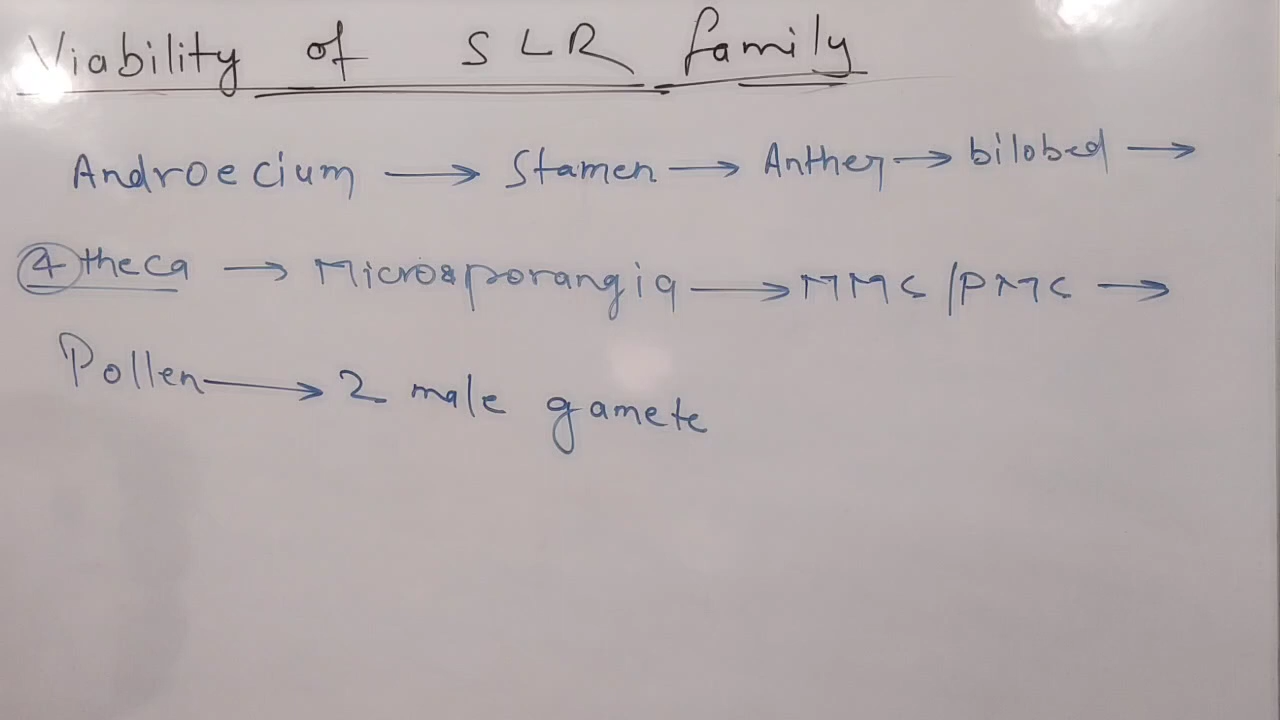 Viability of SLR family
Androecium → Stamen → Anther → bilobed →
④ theca → Microsporangia → MMC/PMC →
Pollen → 2 male gamete